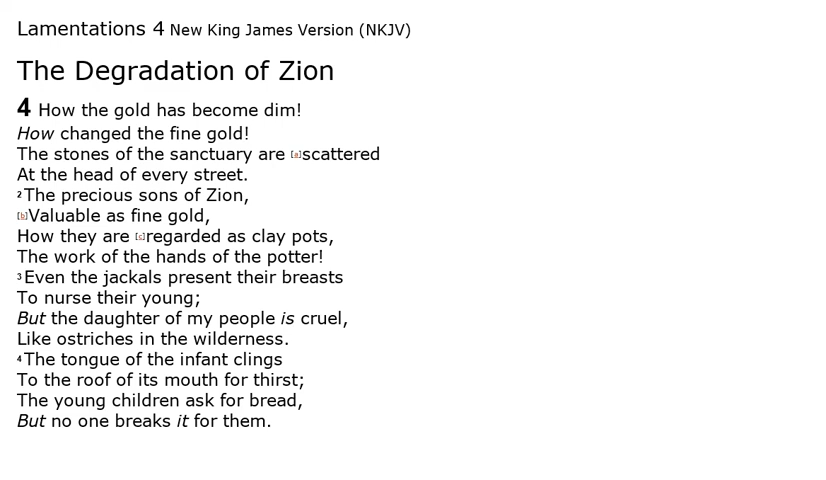 Lamentations 4 New King James Version (NKJV)
The Degradation of Zion
4 How the gold has become dim!
How changed the fine gold!
The stones of the sanctuary are [a]scattered
At the head of every street.
2 The precious sons of Zion,
[b]Valuable as fine gold,
How they are [c]regarded as clay pots,
The work of the hands of the potter!
3 Even the jackals present their breasts
To nurse their young;
But the daughter of my people is cruel,
Like ostriches in the wilderness.
4 The tongue of the infant clings
To the roof of its mouth for thirst;
The young children ask for bread,
But no one breaks it for them.